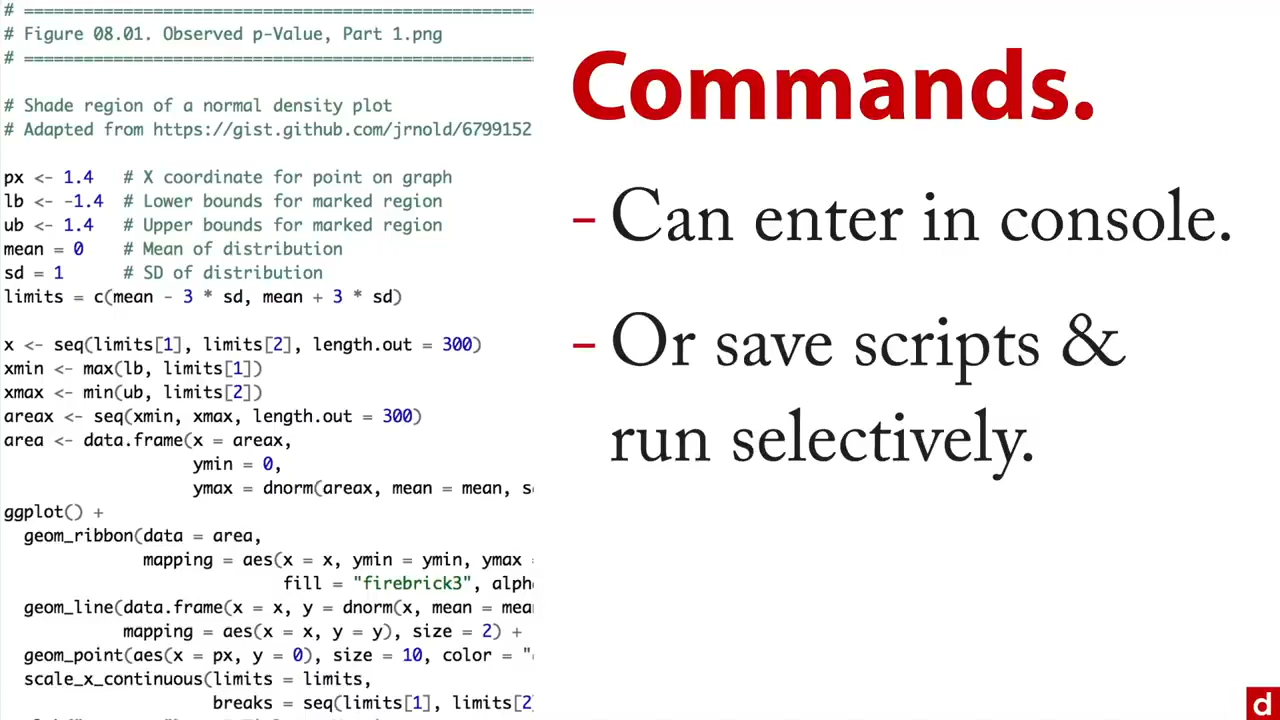 # ====================================================
# Figure 08.01. Observed p-Value, Part 1.png
# ====================================================
# Shade region of a normal density plot
# Adapted from https://gist.github.com/jrnold/6799152
px <- 1.4   # X coordinate for point on graph
lb <- -1.4  # Lower bounds for marked region
ub <- 1.4   # Upper bounds for marked region
mean = 0    # Mean of distribution
sd = 1      # SD of distribution
limits = c(mean - 3 * sd, mean + 3 * sd)
x <- seq(limits[1], limits[2], length.out = 300)
xmin <- max(lb, limits[1])
xmax <- min(ub, limits[2])
areax <- seq(xmin, xmax, length.out = 300)
area <- data.frame(x = areax,
ymin = 0,
ymax = dnorm(areax, mean = mean, s
ggplot() +
geom_ribbon(data = area,
mapping = aes(x = x, ymin = ymin, ymax =
fill = "firebrick3", alph
geom_line(data.frame(x = x, y = dnorm(x, mean = mea
mapping = aes(x = x, y = y), size = 2) +
geom_point(aes(x = px, y = 0), size = 10, color = "
scale_x_continuous(limits = limits,
breaks = seq(limits[1], limits[2]
Commands.
– Can enter in console.
– Or save scripts &
run selectively.
d